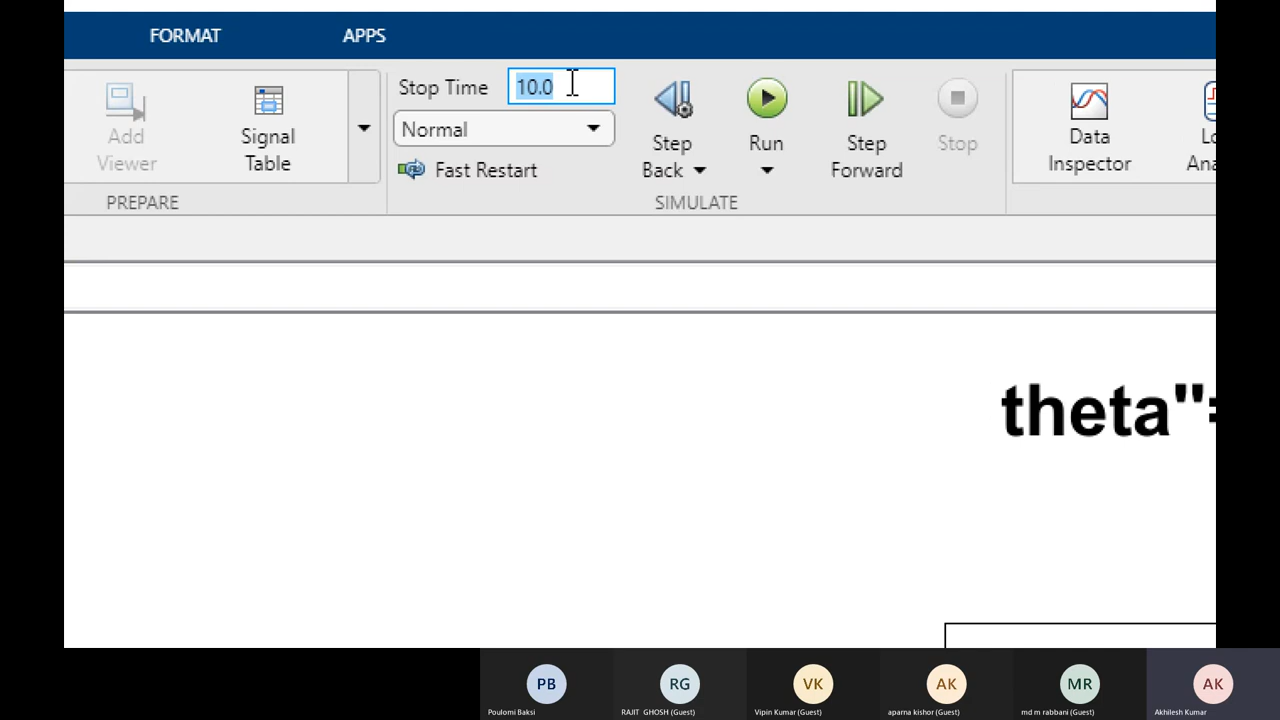 FORMAT APPS
Stop Time 10.0
Add Viewer
Signal Table
Normal
Fast Restart
Step Back
Run
Step Forward
Stop
Data Inspector
PREPARE SIMULATE
theta"=
PB RG VK AK MR AK
Poulomi Baksi RAJIT GHOSH (Guest) Vipin Kumar (Guest) aparna kishor (Guest) md m rabbani (Guest) Akhilesh Kumar